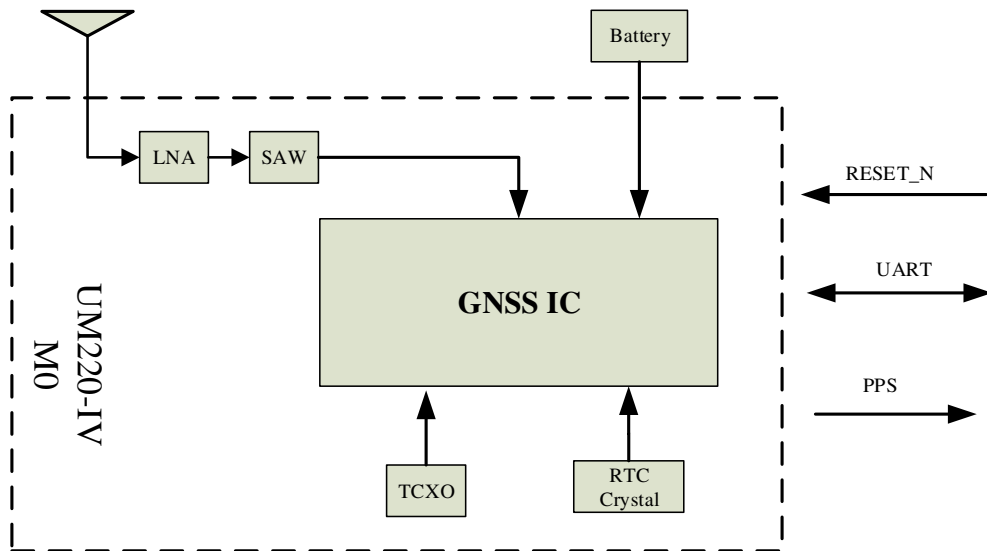 Battery
LNA
SAW
RESET_N
UART
GNSS IC
UM220-IV
M0
PPS
TCXO
RTC
Crystal